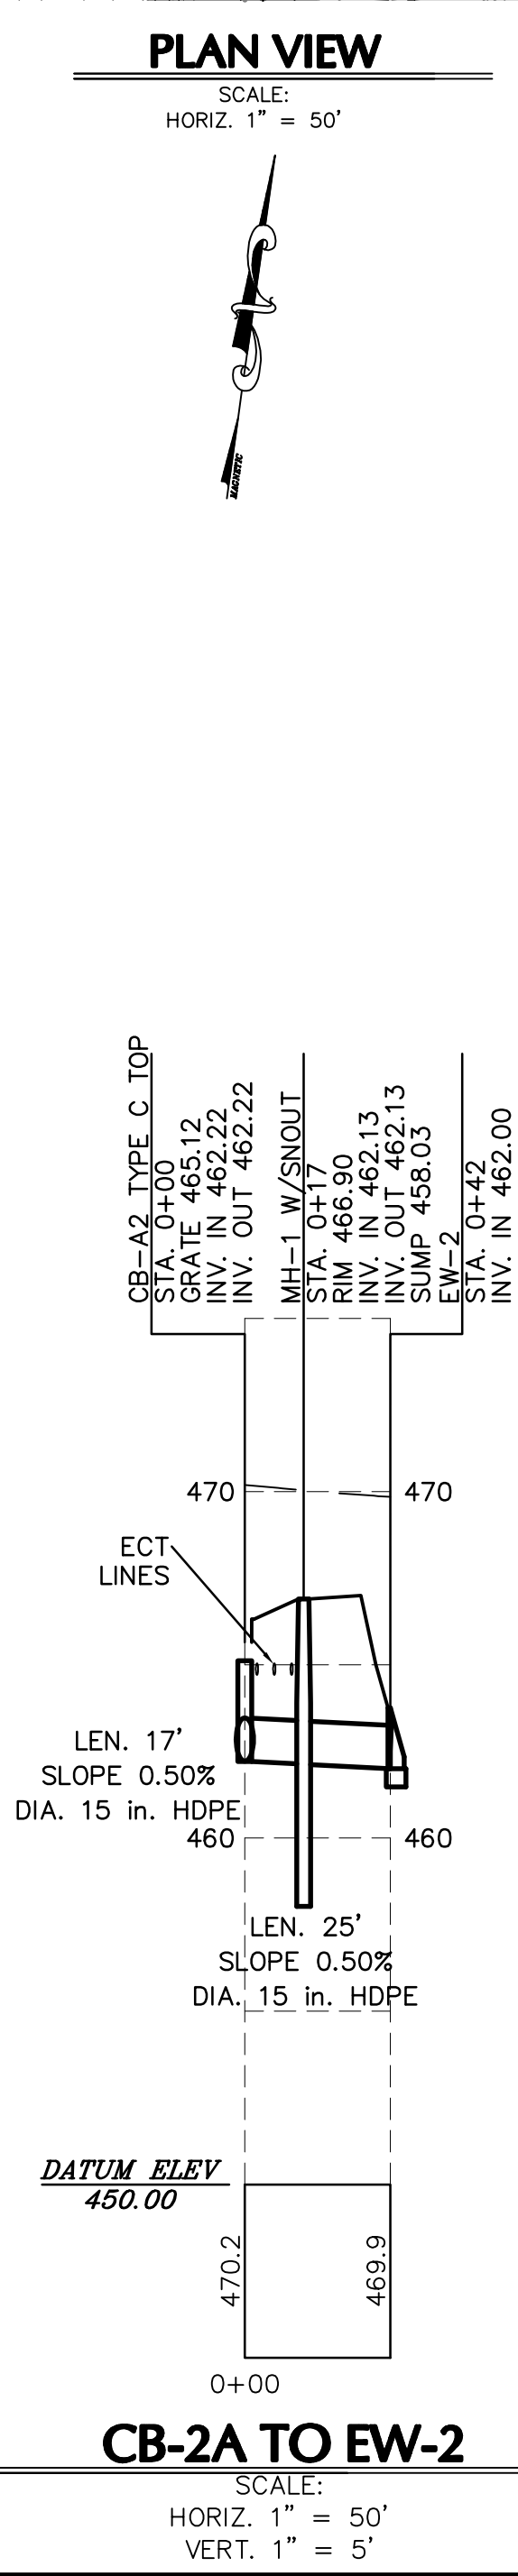 PLAN VIEW
SCALE:
HORIZ. 1" = 50'
MAGNETIC
CB-A2 TYPE C TOP
STA. 0+00
GRATE 465.12
INV. IN 462.22
INV. OUT 462.22
MH-1 W/SNOUT
STA. 0+17
RIM 466.90
INV. IN 462.13
INV. OUT 462.13
SUMP 458.03
EW-2
STA. 0+42
INV. IN 462.00
470
470
ECT
LINES
LEN. 17'
SLOPE 0.50%
DIA. 15 in. HDPE
460
460
LEN. 25'
SLOPE 0.50%
DIA. 15 in. HDPE
DATUM ELEV
450.00
470.2
469.9
0+00
CB-2A TO EW-2
SCALE:
HORIZ. 1" = 50'
VERT. 1" = 5'